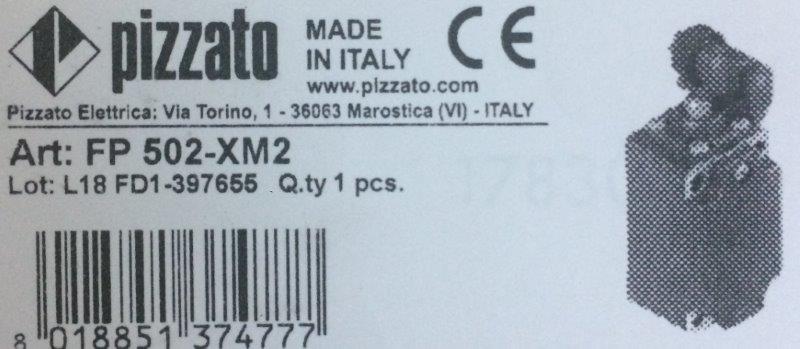 pizzato
MADE
IN ITALY
CE
www.pizzato.com
Pizzato Elettrica: Via Torino, 1 - 36063 Marostica (VI) - ITALY
Art: FP 502-XM2
Lot: L18 FD1-397655 Q.ty 1 pcs.
8 018851 374777